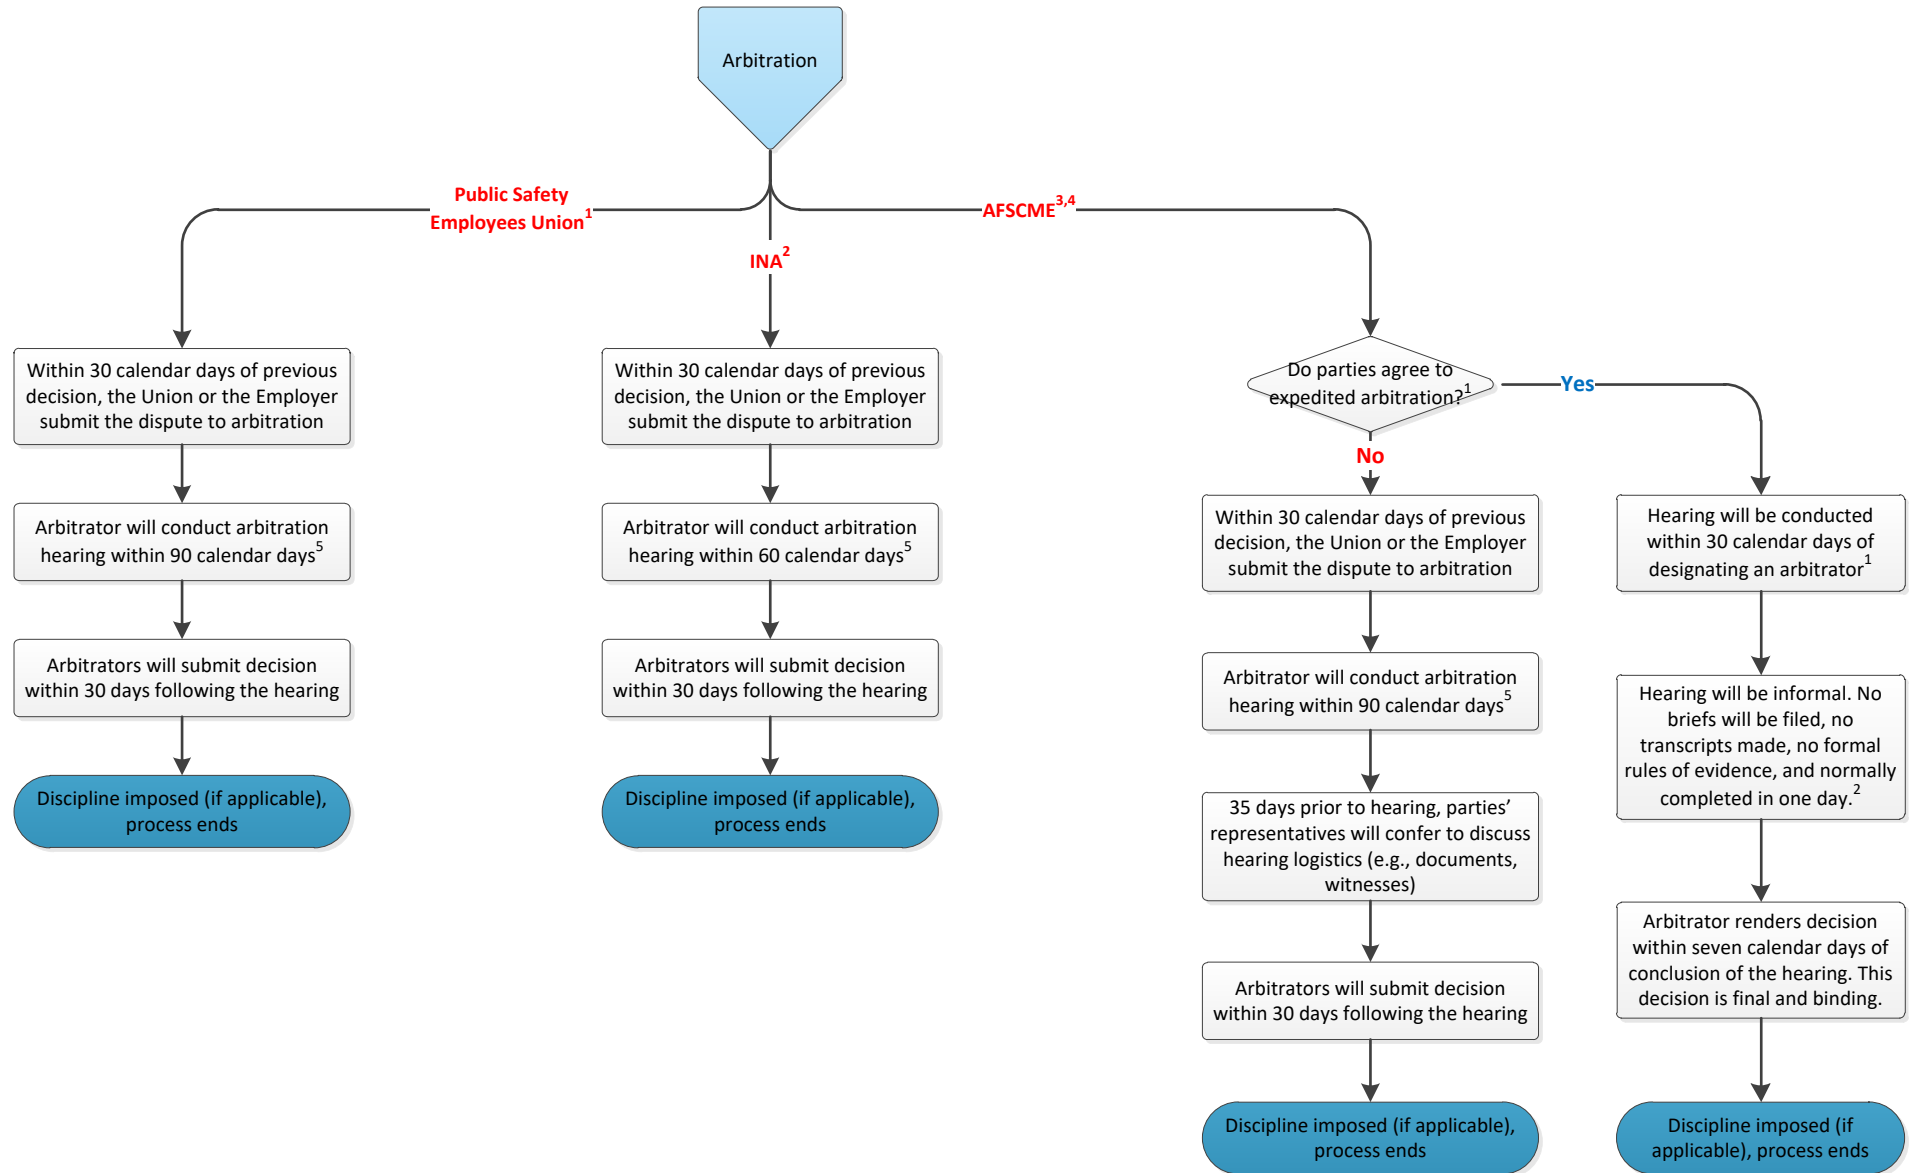 Arbitration
Public Safety
Employees Union1
INA2
AFSCME3,4
Within 30 calendar days of previous
decision, the Union or the Employer
submit the dispute to arbitration
Arbitrator will conduct arbitration
hearing within 90 calendar days5
Arbitrators will submit decision
within 30 days following the hearing
Discipline imposed (if applicable),
process ends
Within 30 calendar days of previous
decision, the Union or the Employer
submit the dispute to arbitration
Arbitrator will conduct arbitration
hearing within 60 calendar days5
Arbitrators will submit decision
within 30 days following the hearing
Discipline imposed (if applicable),
process ends
Do parties agree to
expedited arbitration?1
Yes
No
Within 30 calendar days of previous
decision, the Union or the Employer
submit the dispute to arbitration
Arbitrator will conduct arbitration
hearing within 90 calendar days5
35 days prior to hearing, parties’
representatives will confer to discuss
hearing logistics (e.g., documents,
witnesses)
Arbitrators will submit decision
within 30 days following the hearing
Discipline imposed (if applicable),
process ends
Hearing will be conducted
within 30 calendar days of
designating an arbitrator1
Hearing will be informal. No
briefs will be filed, no
transcripts made, no formal
rules of evidence, and normally
completed in one day.2
Arbitrator renders decision
within seven calendar days of
conclusion of the hearing. This
decision is final and binding.
Discipline imposed (if
applicable), process ends